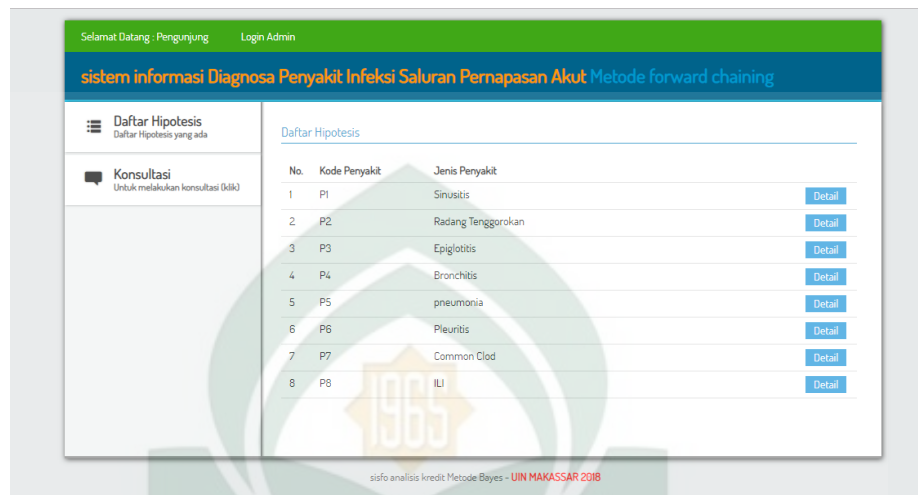 Selamat Datang : Pengunjung Login Admin
sistem informasi Diagnosa Penyakit Infeksi Saluran Pernapasan Akut Metode forward chaining
Daftar Hipotesis
Daftar Hipotesis yang ada
Konsultasi
Untuk melakukan konsultasi (klik)
Daftar Hipotesis
No. Kode Penyakit Jenis Penyakit
1 P1 Sinusitis Detail
2 P2 Radang Tenggorokan Detail
3 P3 Epiglotitis Detail
4 P4 Bronchitis Detail
5 P5 pneumonia Detail
6 P6 Pleuritis Detail
7 P7 Common Clod Detail
8 P8 ILI Detail
1965
sisfo analisis kredit Metode Bayes - UIN MAKASSAR 2018